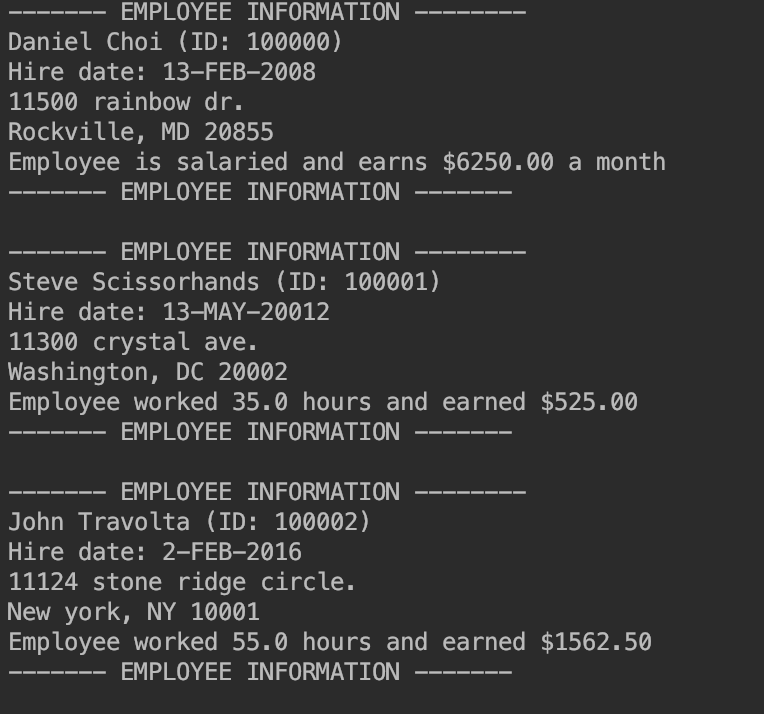 ------- EMPLOYEE INFORMATION --------
Daniel Choi (ID: 100000)
Hire date: 13-FEB-2008
11500 rainbow dr.
Rockville, MD 20855
Employee is salaried and earns $6250.00 a month
------- EMPLOYEE INFORMATION -------
------- EMPLOYEE INFORMATION --------
Steve Scissorhands (ID: 100001)
Hire date: 13-MAY-20012
11300 crystal ave.
Washington, DC 20002
Employee worked 35.0 hours and earned $525.00
------- EMPLOYEE INFORMATION -------
------- EMPLOYEE INFORMATION --------
John Travolta (ID: 100002)
Hire date: 2-FEB-2016
11124 stone ridge circle.
New york, NY 10001
Employee worked 55.0 hours and earned $1562.50
------- EMPLOYEE INFORMATION -------